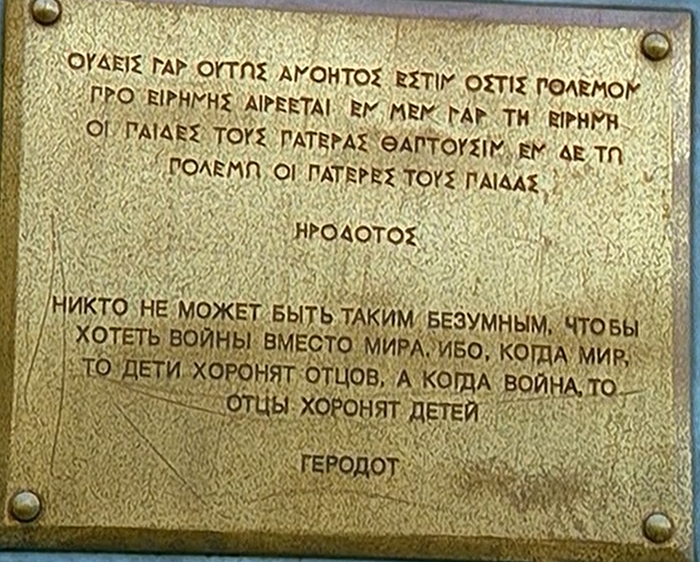 ΟΥΔΕΙΣ ΓΑΡ ΟΥΤΩΣ ΑΝΟΗΤΟΣ ΕΣΤΙΝ ΟΣΤΙΣ ΠΟΛΕΜΟΝ
ΠΡΟ ΕΙΡΗΝΗΣ ΑΙΡΕΕΤΑΙ ΕΝ ΜΕΝ ΓΑΡ ΤΗ ΕΙΡΗΝΗ
ΟΙ ΠΑΙΔΕΣ ΤΟΥΣ ΠΑΤΕΡΑΣ ΘΑΠΤΟΥΣΙΝ ΕΝ ΔΕ ΤΩ
ΠΟΛΕΜΩ ΟΙ ΠΑΤΕΡΕΣ ΤΟΥΣ ΠΑΙΔΑΣ
ΗΡΟΔΟΤΟΣ
НИКТО НЕ МОЖЕТ БЫТЬ ТАКИМ БЕЗУМНЫМ, ЧТОБЫ
ХОТЕТЬ ВОЙНЫ ВМЕСТО МИРА, ИБО, КОГДА МИР,
ТО ДЕТИ ХОРОНЯТ ОТЦОВ, А КОГДА ВОЙНА, ТО
ОТЦЫ ХОРОНЯТ ДЕТЕЙ
ГЕРОДОТ